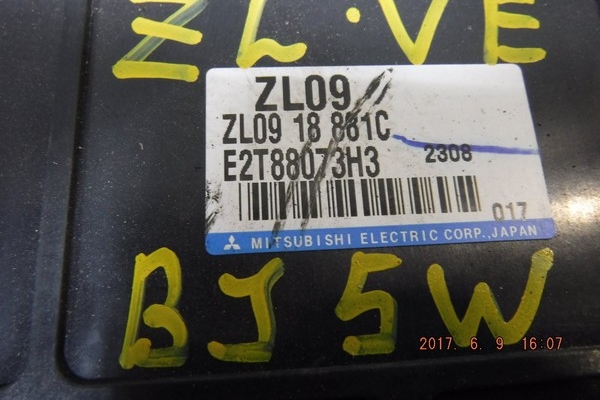 ZL·VE
ZL09
ZL09 18 881C
E2T88073H3 2308
017
MITSUBISHI ELECTRIC CORP., JAPAN
BJ5W
2017. 6. 9 16:07